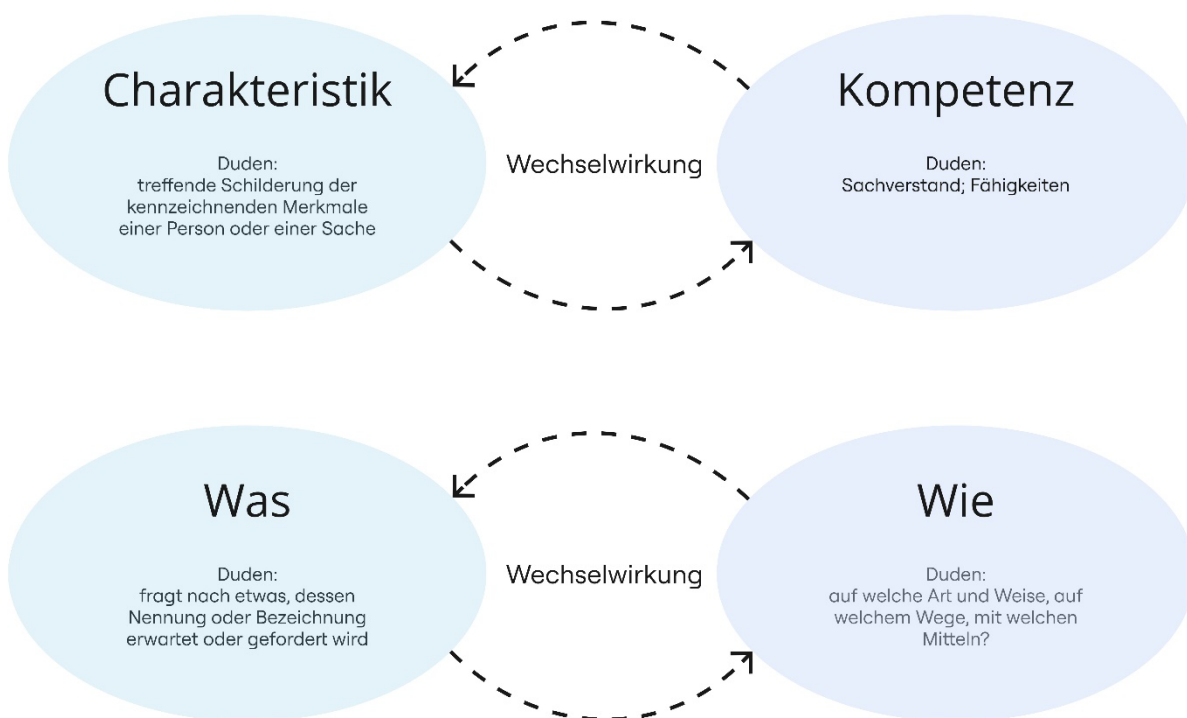 Charakteristik
Duden:
treffende Schilderung der
kennzeichnenden Merkmale
einer Person oder einer Sache
Wechselwirkung
Kompetenz
Duden:
Sachverstand; Fähigkeiten
Was
Duden:
fragt nach etwas, dessen
Nennung oder Bezeichnung
erwartet oder gefordert wird
Wechselwirkung
Wie
Duden:
auf welche Art und Weise, auf
welchem Wege, mit welchen
Mitteln?